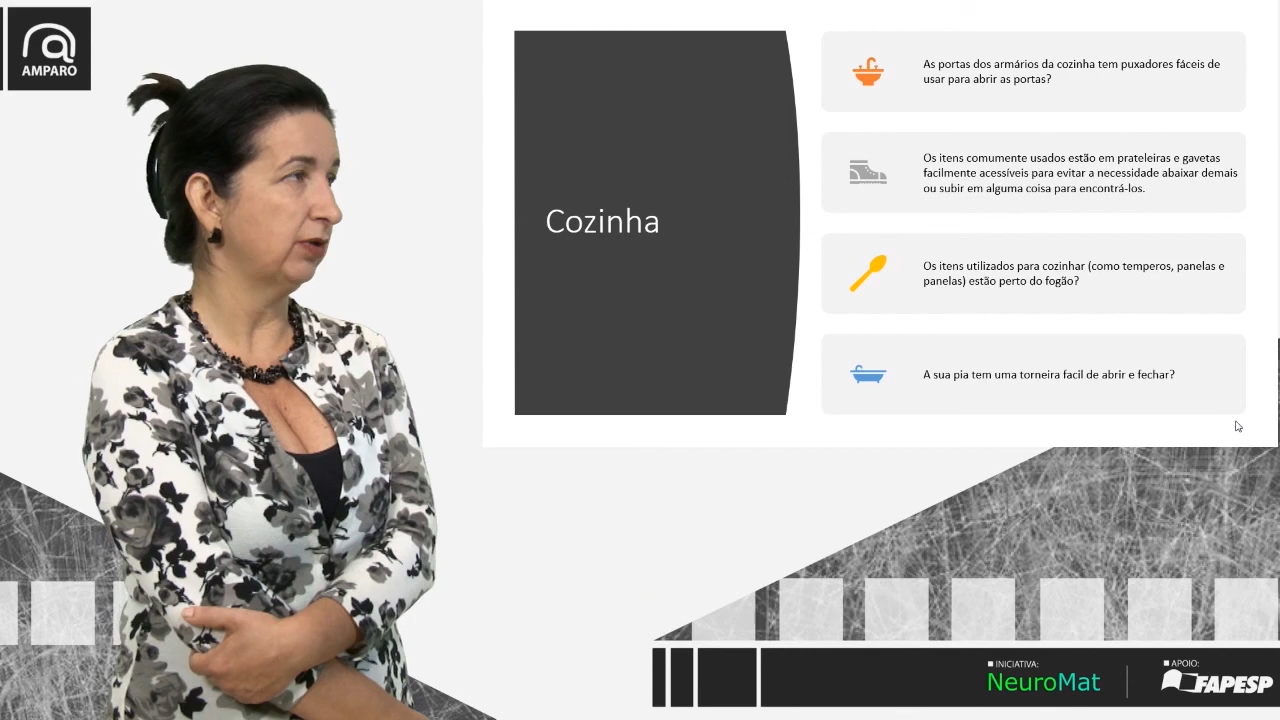 AMPARO
Cozinha
As portas dos armários da cozinha tem puxadores fáceis de
usar para abrir as portas?
Os itens comumente usados estão em prateleiras e gavetas
facilmente acessíveis para evitar a necessidade abaixar demais
ou subir em alguma coisa para encontrá-los.
Os itens utilizados para cozinhar (como temperos, panelas e
panelas) estão perto do fogão?
A sua pia tem uma torneira facil de abrir e fechar?
INICIATIVA:
NeuroMat
APOIO:
FAPESP